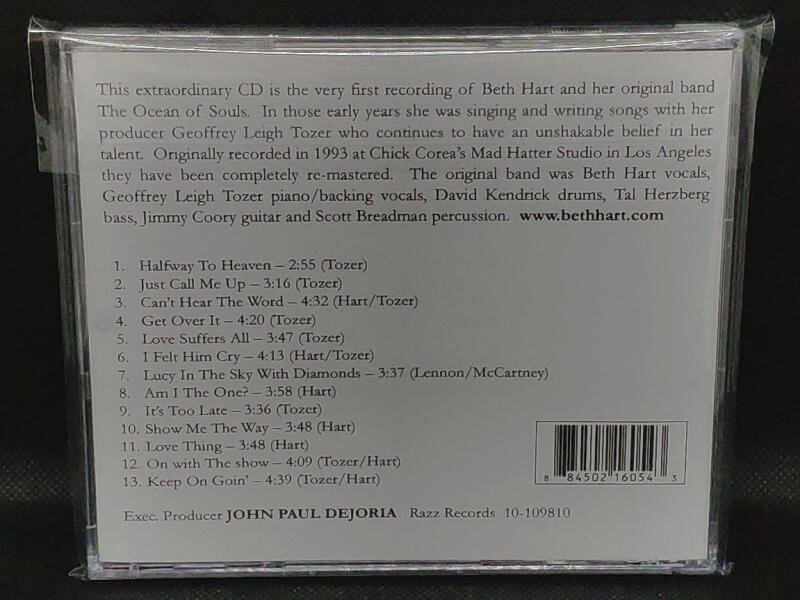 This extraordinary CD is the very first recording of Beth Hart and her original band
The Ocean of Souls. In those early years she was singing and writing songs with her
producer Geoffrey Leigh Tozer who continues to have an unshakable belief in her
talent. Originally recorded in 1993 at Chick Corea's Mad Hatter Studio in Los Angeles
they have been completely re-mastered. The original band was Beth Hart vocals,
Geoffrey Leigh Tozer piano/backing vocals, David Kendrick drums, Tal Herzberg
bass, Jimmy Coory guitar and Scott Breadman percussion. www.bethhart.com
1. Halfway To Heaven – 2:55 (Tozer)
2. Just Call Me Up – 3:16 (Tozer)
3. Can't Hear The Word – 4:32 (Hart/Tozer)
4. Get Over It – 4:20 (Tozer)
5. Love Suffers All – 3:47 (Tozer)
6. I Felt Him Cry – 4:13 (Hart/Tozer)
7. Lucy In The Sky With Diamonds – 3:37 (Lennon/McCartney)
8. Am I The One? – 3:58 (Hart)
9. It's Too Late – 3:36 (Tozer)
10. Show Me The Way – 3:48 (Hart)
11. Love Thing – 3:48 (Hart)
12. On with The show – 4:09 (Tozer/Hart)
13. Keep On Goin' – 4:39 (Tozer/Hart)
8 84502 16054 3
Exec. Producer JOHN PAUL DEJORIA Razz Records 10-109810